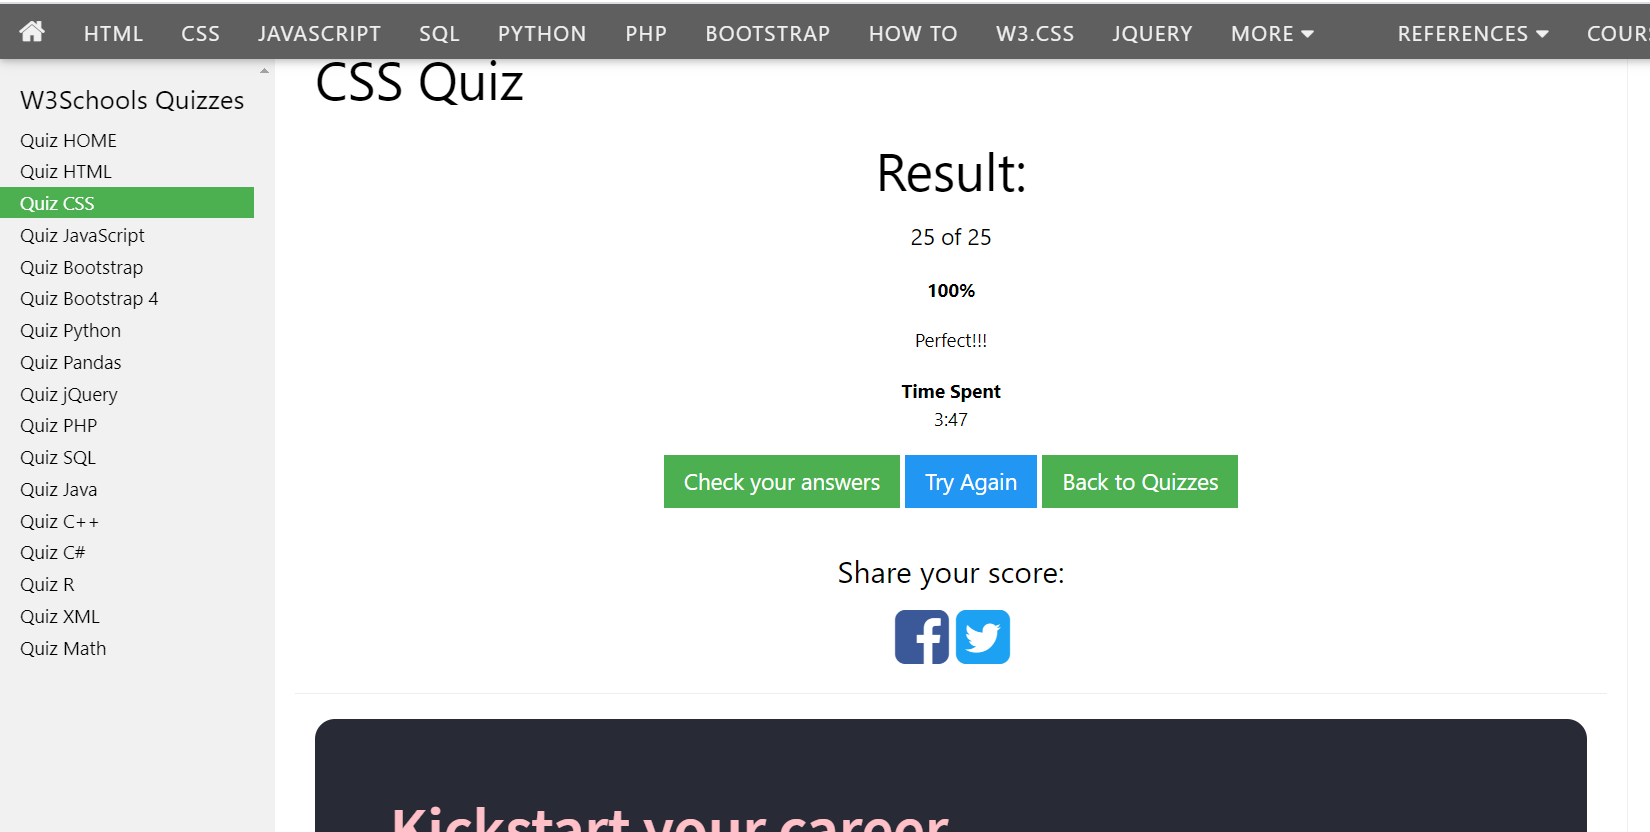 HTML CSS JAVASCRIPT SQL PYTHON PHP BOOTSTRAP HOW TO W3.CSS JQUERY MORE REFERENCES
W3Schools Quizzes
Quiz HOME
Quiz HTML
Quiz CSS
Quiz JavaScript
Quiz Bootstrap
Quiz Bootstrap 4
Quiz Python
Quiz Pandas
Quiz jQuery
Quiz PHP
Quiz SQL
Quiz Java
Quiz C++
Quiz C#
Quiz R
Quiz XML
Quiz Math
CSS Quiz
Result:
25 of 25
100%
Perfect!!!
Time Spent
3:47
Check your answers Try Again Back to Quizzes
Share your score:
Kickstart your career